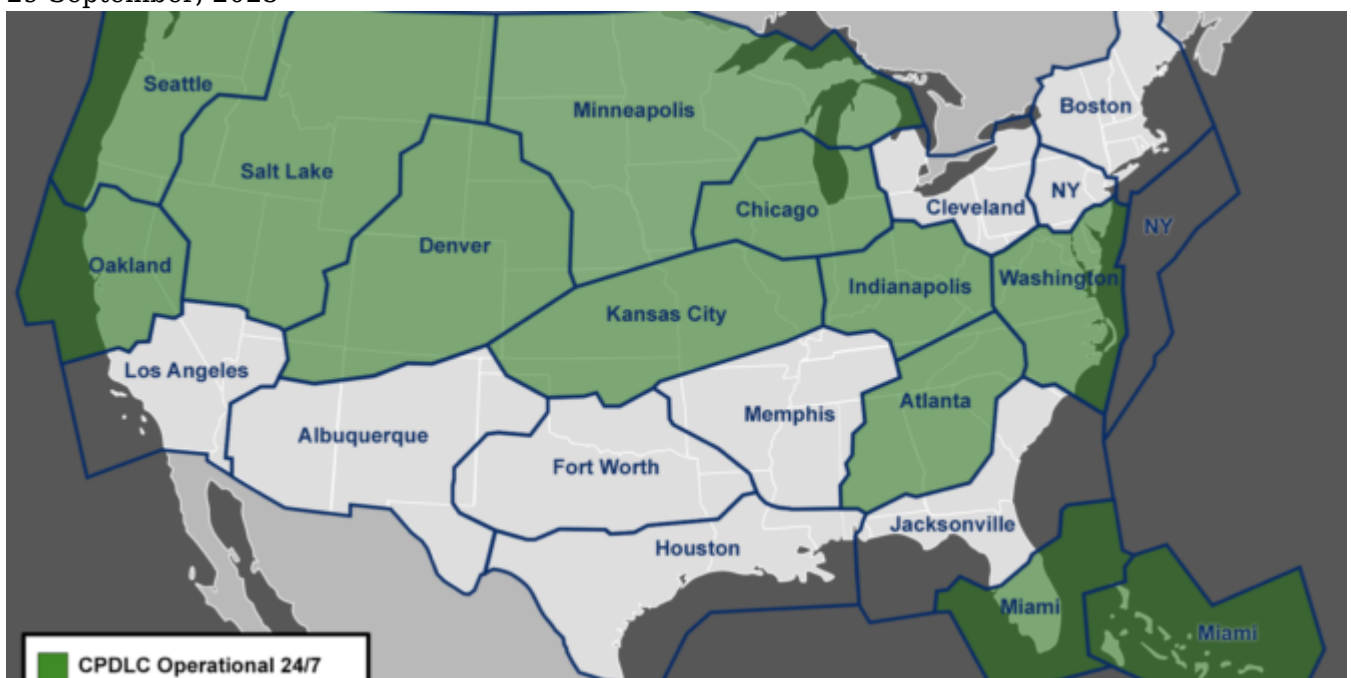 Seattle
Minneapolis
Boston
Salt Lake
NY
Cleveland
Chicago
NY
Denver
Oakland
Washington
Indianapolis
Kansas City
Los Angeles
Atlanta
Memphis
Albuquerque
Fort Worth
Jacksonville
Houston
Miami
Miami
CPDLC Operational 24/7